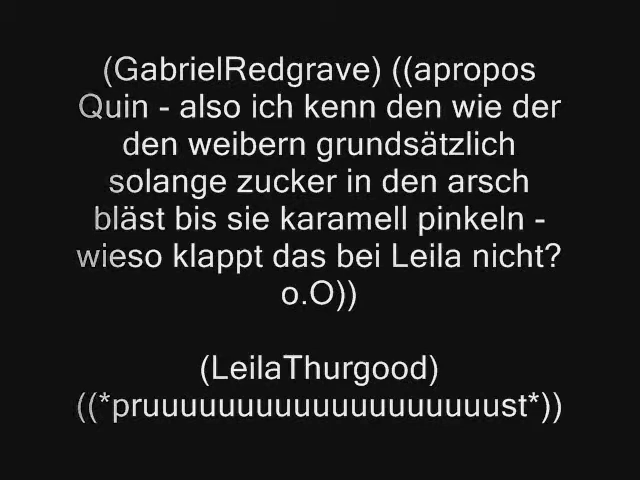 (GabrielRedgrave) ((apropos
Quin - also ich kenn den wie der
den weibern grundsätzlich
solange zucker in den arsch
bläst bis sie karamell pinkeln -
wieso klappt das bei Leila nicht?
o.O))
(LeilaThurgood)
((*pruuuuuuuuuuuuuuuuuuust*))